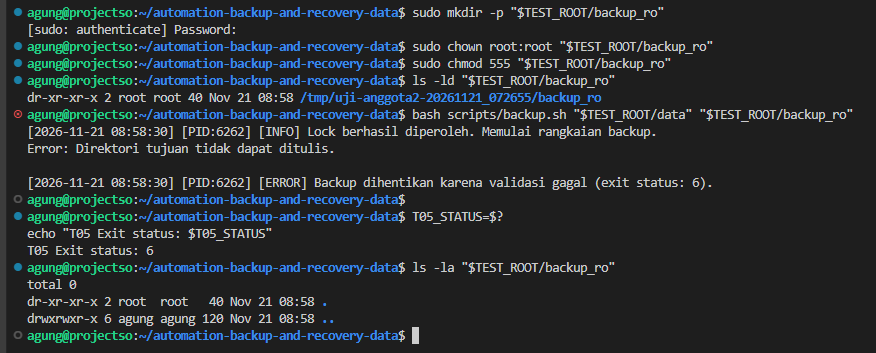 agung@projectso:~/automation-backup-and-recovery-data$ sudo mkdir -p "$TEST_ROOT/backup_ro"
[sudo: authenticate] Password:
agung@projectso:~/automation-backup-and-recovery-data$ sudo chown root:root "$TEST_ROOT/backup_ro"
agung@projectso:~/automation-backup-and-recovery-data$ sudo chmod 555 "$TEST_ROOT/backup_ro"
agung@projectso:~/automation-backup-and-recovery-data$ ls -ld "$TEST_ROOT/backup_ro"
dr-xr-xr-x 2 root root 40 Nov 21 08:58 /tmp/uji-anggota2-20261121_072655/backup_ro
agung@projectso:~/automation-backup-and-recovery-data$ bash scripts/backup.sh "$TEST_ROOT/data" "$TEST_ROOT/backup_ro"
[2026-11-21 08:58:30] [PID:6262] [INFO] Lock berhasil diperoleh. Memulai rangkaian backup.
Error: Direktori tujuan tidak dapat ditulis.
[2026-11-21 08:58:30] [PID:6262] [ERROR] Backup dihentikan karena validasi gagal (exit status: 6).
agung@projectso:~/automation-backup-and-recovery-data$
agung@projectso:~/automation-backup-and-recovery-data$ T05_STATUS=$?
echo "T05 Exit status: $T05_STATUS"
T05 Exit status: 6
agung@projectso:~/automation-backup-and-recovery-data$ ls -la "$TEST_ROOT/backup_ro"
total 0
dr-xr-xr-x 2 root  root   40 Nov 21 08:58 .
drwxrwxr-x 6 agung agung 120 Nov 21 08:58 ..
agung@projectso:~/automation-backup-and-recovery-data$